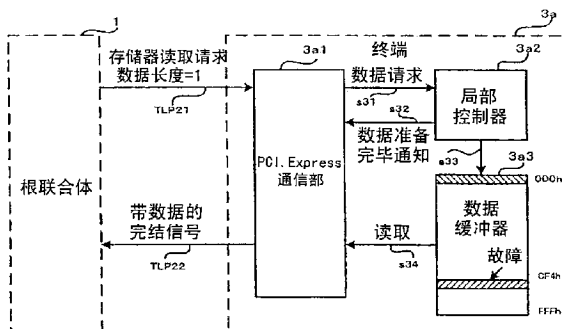 1
3a
存储器读取请求
数据长度=1
TLP21
3a1
终端
3a2
数据请求
s31
s32
局部
控制器
数据准备
完毕通知
s33
3a3
000h
根联合体
PCI.Express
通信部
数据
缓冲器
带数据的
完结信号
TLP22
读取
s34
故障
CF4h
FFFh